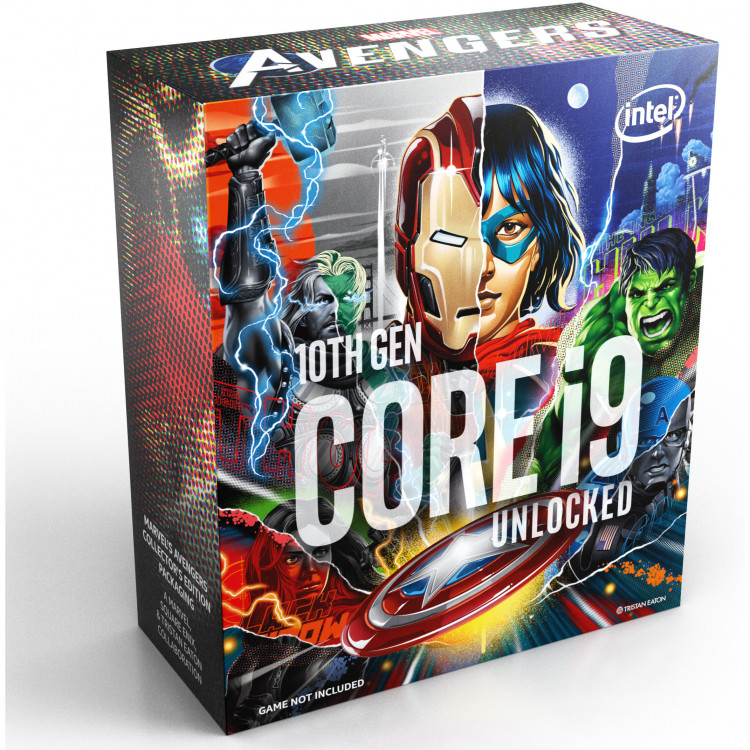 MARVEL
AVENGERS
intel
10TH GEN
CORE i9
UNLOCKED
MARVEL'S AVENGERS
COLLECTOR'S EDITION
PACKAGING
A MARVEL
SQUARE ENIX
& TRISTAN EATON
COLLABORATION
A
© TRISTAN EATON
GAME NOT INCLUDED